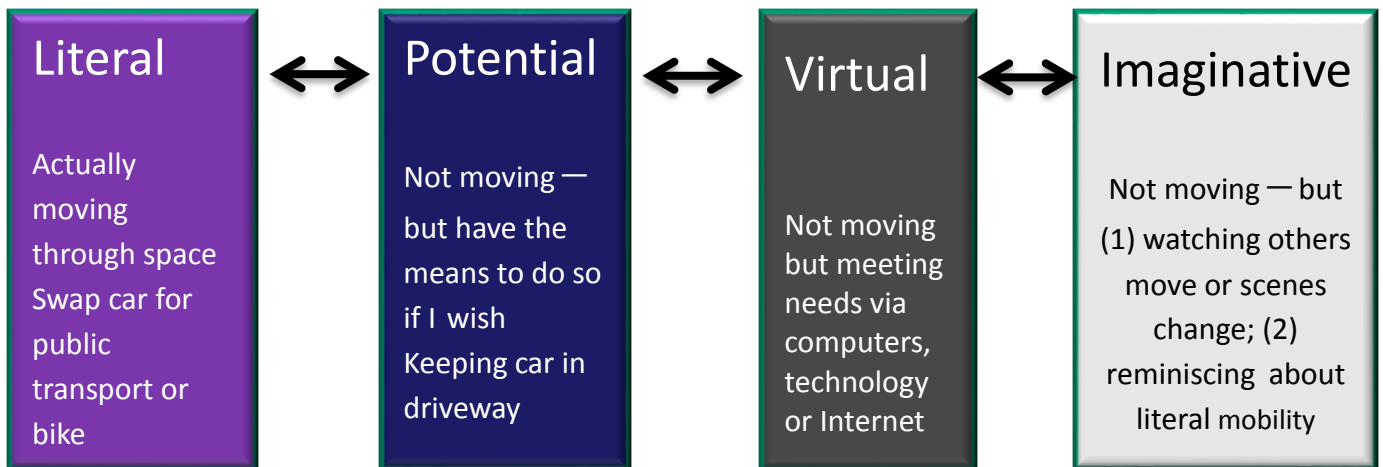 Literal
Actually
moving
through space
Swap car for
public
transport or
bike
Potential
Not moving —
but have the
means to do so
if I wish
Keeping car in
driveway
Virtual
Not moving
but meeting
needs via
computers,
technology
or Internet
Imaginative
Not moving — but
(1) watching others
move or scenes
change; (2)
reminiscing about
literal mobility